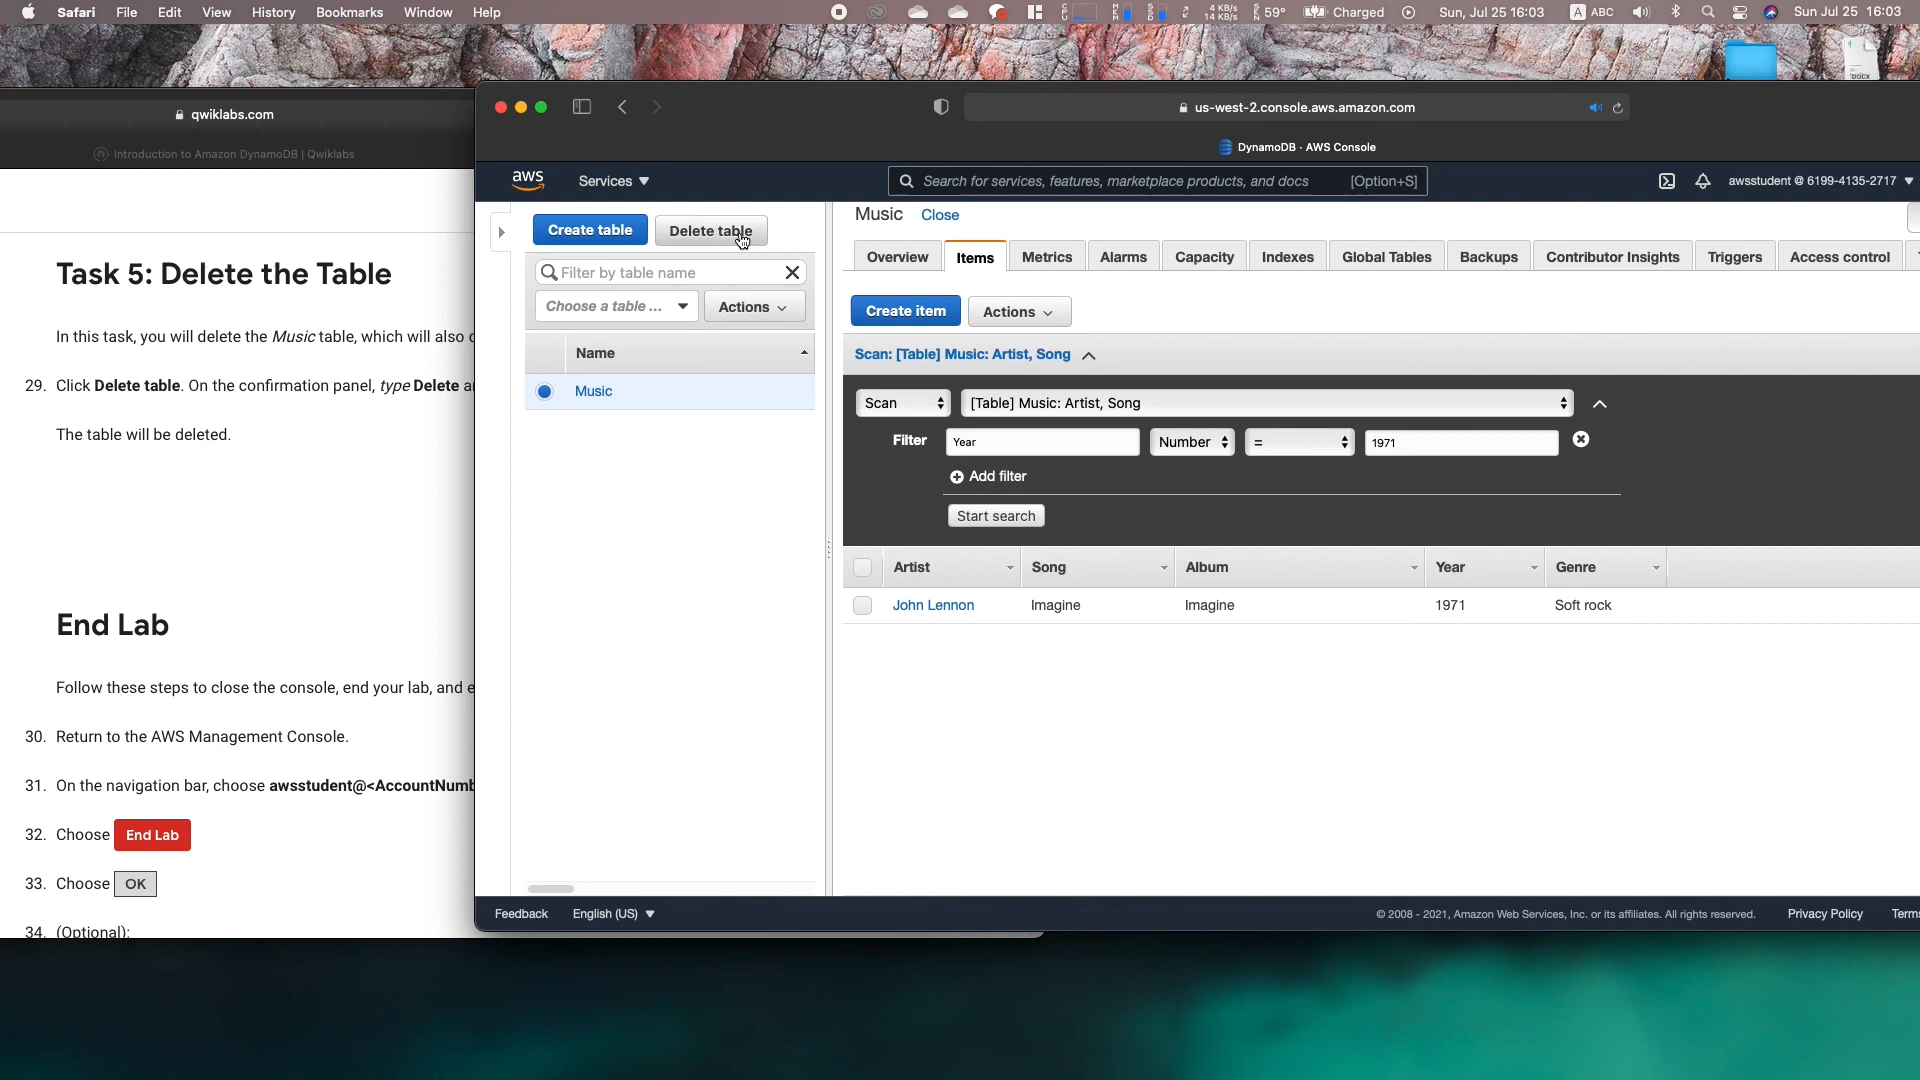 Safari File Edit View History Bookmarks Window Help
4 KB/s
14 KB/s
59° Charged Sun, Jul 25 16:03 A ABC Sun Jul 25 16:03
DOCX
qwiklabs.com
Introduction to Amazon DynamoDB | Qwiklabs
Task 5: Delete the Table
In this task, you will delete the Music table, which will also
29. Click Delete table. On the confirmation panel, type Delete
The table will be deleted.
End Lab
Follow these steps to close the console, end your lab, and
30. Return to the AWS Management Console.
31. On the navigation bar, choose awsstudent@<AccountNumb
32. Choose End Lab
33. Choose OK
34. (Optional):
us-west-2.console.aws.amazon.com
DynamoDB · AWS Console
aws Services Search for services, features, marketplace products, and docs [Option+S] awsstudent @ 6199-4135-2717
Create table Delete table
Filter by table name
Choose a table ... Actions
Name
Music
Music Close
Overview Items Metrics Alarms Capacity Indexes Global Tables Backups Contributor Insights Triggers Access control
Create item Actions
Scan: [Table] Music: Artist, Song
Scan [Table] Music: Artist, Song
Filter Year Number = 1971
Add filter
Start search
Artist Song Album Year Genre
John Lennon Imagine Imagine 1971 Soft rock
Feedback English (US) © 2008 - 2021, Amazon Web Services, Inc. or its affiliates. All rights reserved. Privacy Policy Terms